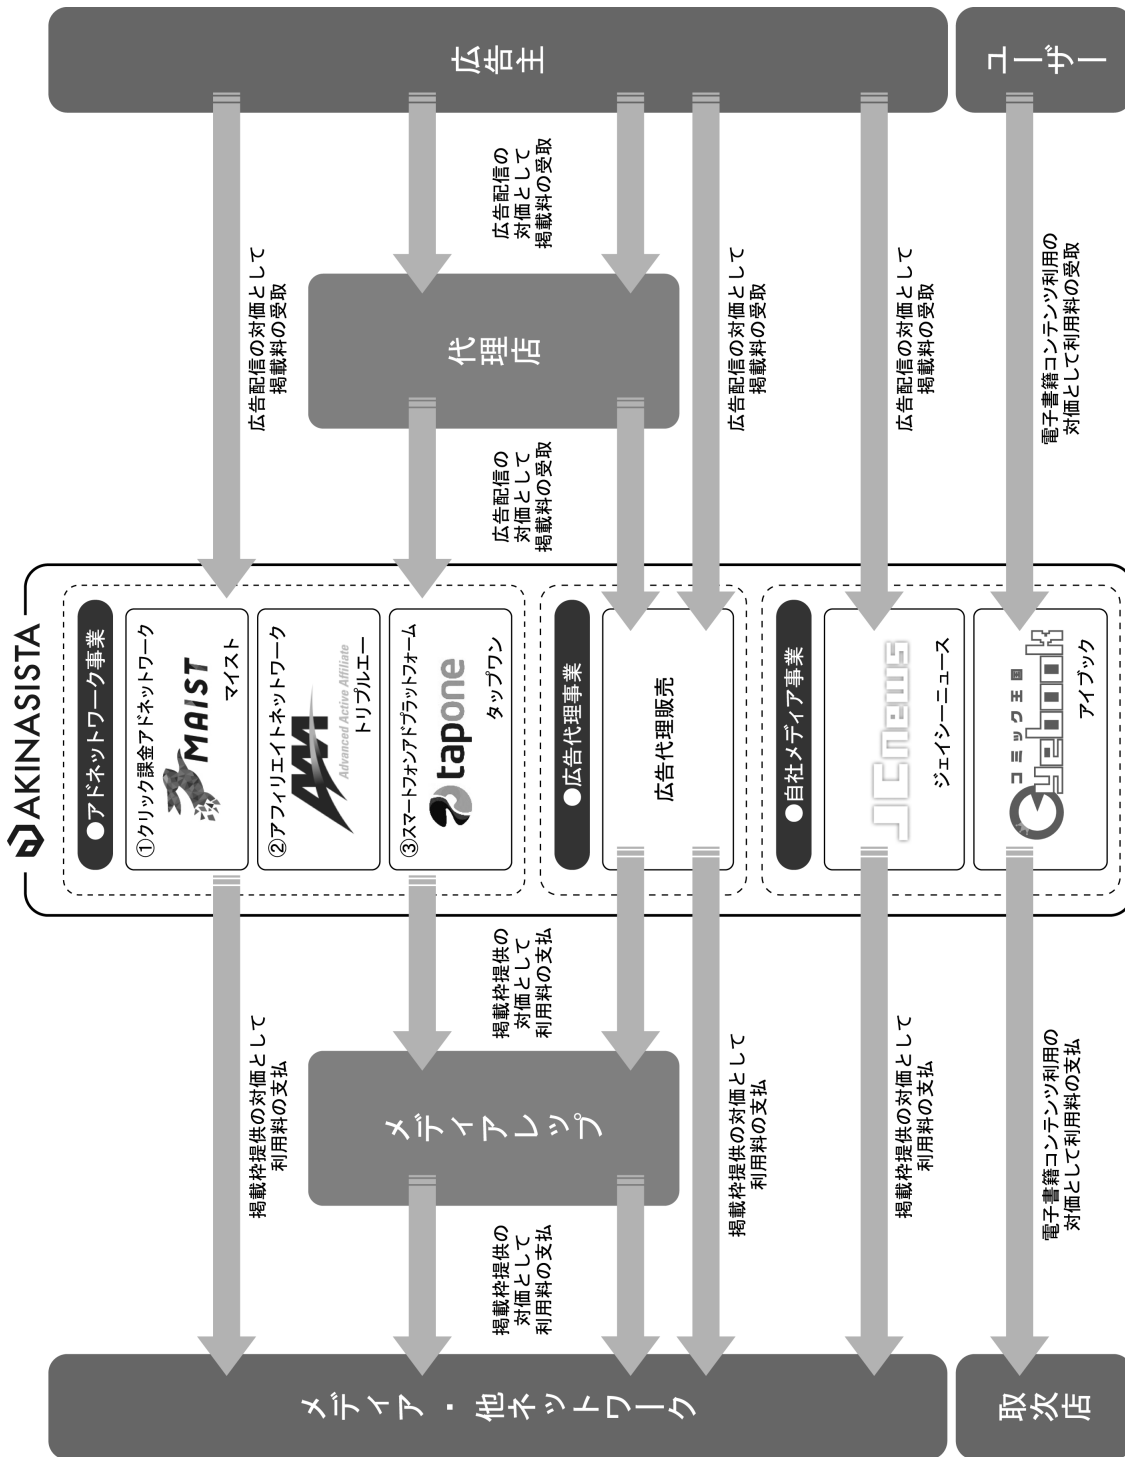 AKINASISTA
広告主
ユーザー
広告配信の対価として
掲載料の受取
広告配信の
対価として
掲載料の受取
代理店
広告配信の
対価として
掲載料の受取
広告配信の対価として
掲載料の受取
広告配信の対価として
掲載料の受取
電子書籍コンテンツ利用の
対価として利用料の受取
●アドネットワーク事業
①クリック課金アドネットワーク
MAIST
マイスト
②アフィリエイトネットワーク
AAA
Advanced Active Affiliate
トリプルエー
③スマートフォンアドプラットフォーム
tapone
タップワン
●広告代理事業
広告代理販売
●自社メディア事業
JCnews
ジェイシーニュース
コミック王国
アイブック
掲載枠提供の対価として
利用料の支払
掲載枠提供の
対価として
利用料の支払
メディアレップ
掲載枠提供の
対価として
利用料の支払
掲載枠提供の対価として
利用料の支払
掲載枠提供の対価として
利用料の支払
電子書籍コンテンツ利用の
対価として利用料の支払
メディア・他ネットワーク
取次店